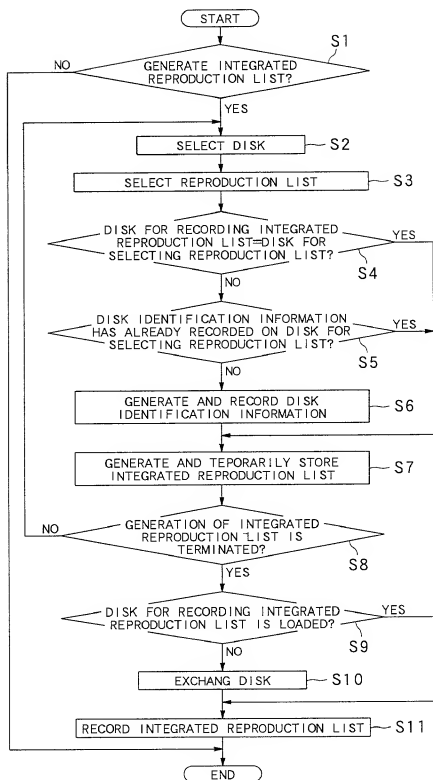 START
S1
NO
GENERATE INTEGRATED
REPRODUCTION LIST?
YES
SELECT DISK
S2
SELECT REPRODUCTION LIST
S3
DISK FOR RECORDING INTEGRATED
REPRODUCTION LIST=DISK FOR
SELECTING REPRODUCTION LIST?
YES
S4
NO
DISK IDENTIFICATION INFORMATION
HAS ALREADY RECORDED ON DISK FOR
SELECTING REPRODUCTION LIST?
YES
S5
NO
GENERATE AND RECORD DISK
IDENTIFICATION INFORMATION
S6
GENERATE AND TEPORARILY STORE
INTEGRATED REPRODUCTION LIST
S7
NO
GENERATION OF INTEGRATED
REPRODUCTION LIST IS
TERMINATED?
S8
YES
DISK FOR RECORDING INTEGRATED
REPRODUCTION LIST IS LOADED?
YES
S9
NO
EXCHANG DISK
S10
RECORD INTEGRATED REPRODUCTION LIST
S11
END